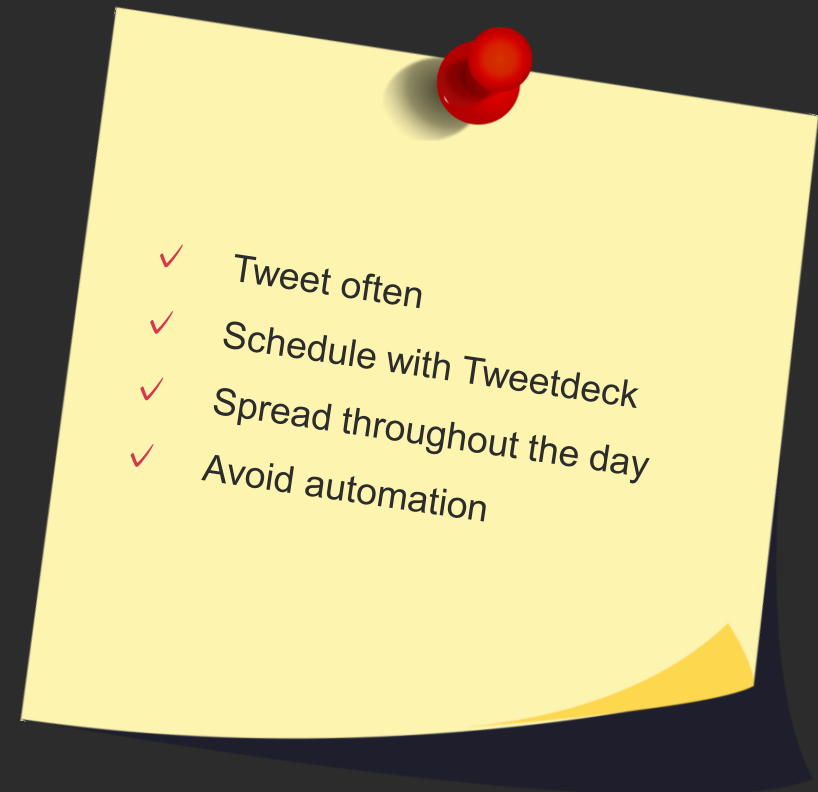 Tweet often
Schedule with Tweetdeck
Spread throughout the day
Avoid automation